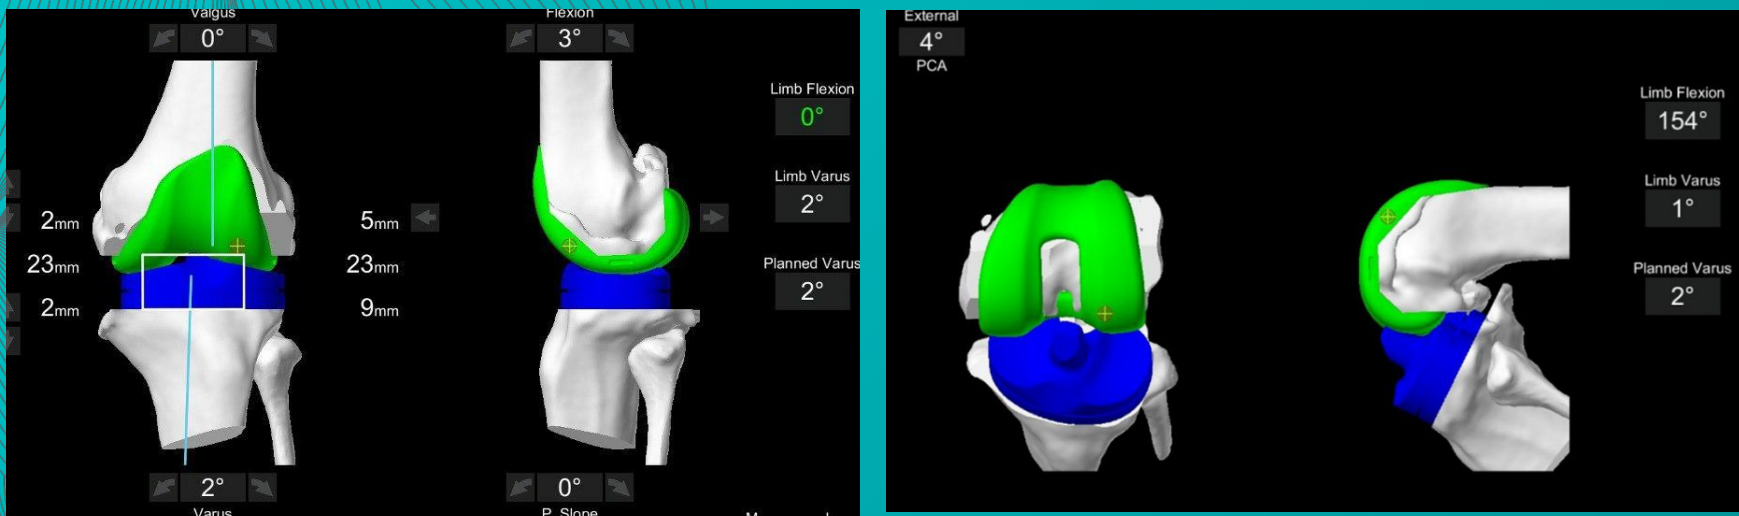 Valgus
0°
Flexion
3°
Limb Flexion
0°
Limb Varus
2°
Planned Varus
2°
2mm
23mm
2mm
5mm
23mm
9mm
2°
Varus
0°
P. Slope
External
4°
PCA
Limb Flexion
154°
Limb Varus
1°
Planned Varus
2°